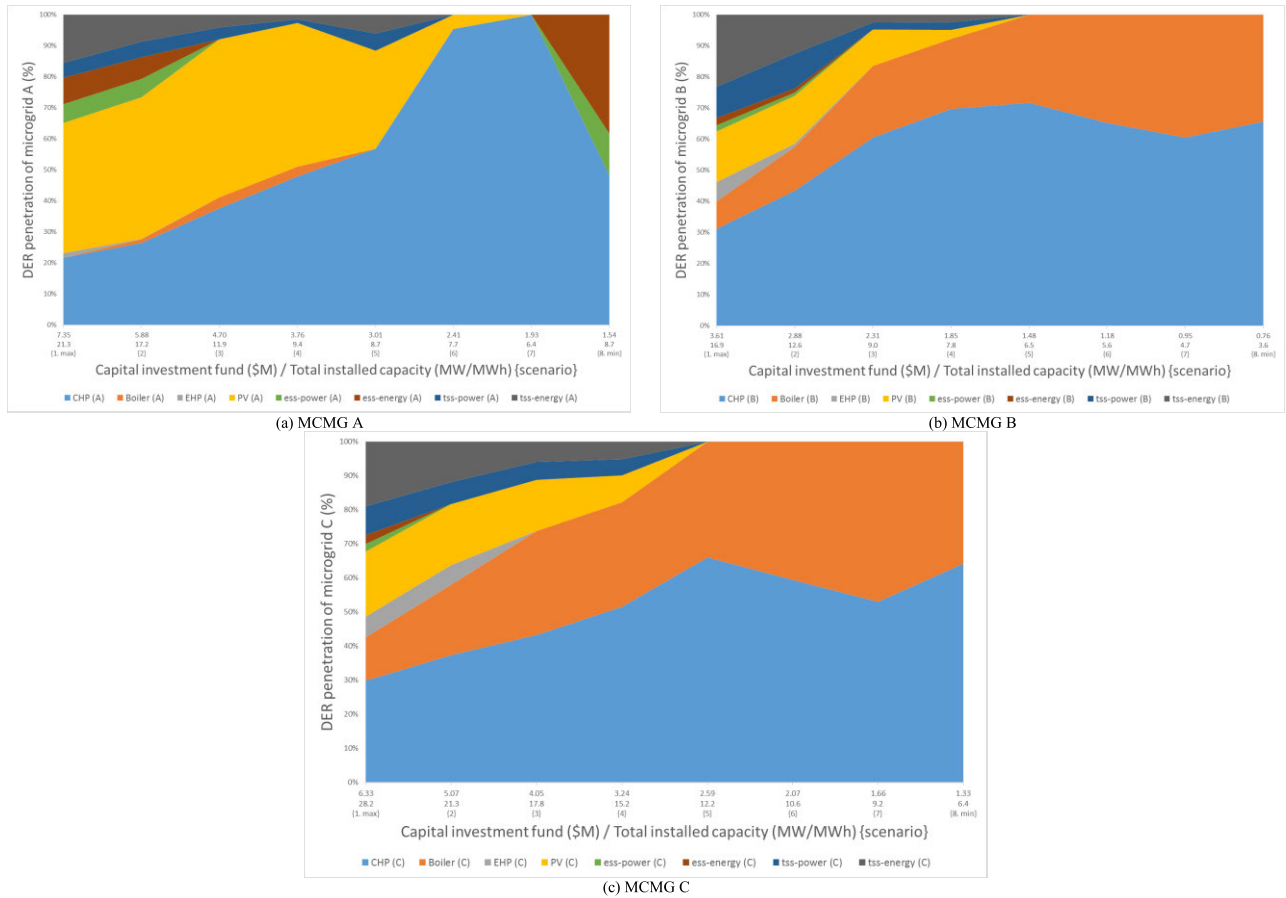 DER penetration of microgrid A (%)
100%
90%
80%
70%
60%
50%
40%
30%
20%
10%
0%
7.35 5.88 4.70 3.76 3.01 2.41 1.93 1.54
21.3 17.2 11.9 9.4 8.7 7.7 6.4 8.7
{1. max} {2} {3} {4} {5} {6} {7} {8. min}
Capital investment fund ($M) / Total installed capacity (MW/MWh) {scenario}
CHP (A) Boiler (A) EHP (A) PV (A) ess-power (A) ess-energy (A) tss-power (A) tss-energy (A)
(a) MCMG A
DER penetration of microgrid B (%)
100%
90%
80%
70%
60%
50%
40%
30%
20%
10%
0%
3.61 2.88 2.31 1.85 1.48 1.18 0.95 0.76
16.9 12.6 9.0 7.8 6.5 5.6 4.7 3.6
{1. max} {2} {3} {4} {5} {6} {7} {8. min}
Capital investment fund ($M) / Total installed capacity (MW/MWh) {scenario}
CHP (B) Boiler (B) EHP (B) PV (B) ess-power (B) ess-energy (B) tss-power (B) tss-energy (B)
(b) MCMG B
DER penetration of microgrid C (%)
100%
90%
80%
70%
60%
50%
40%
30%
20%
10%
0%
6.33 5.07 4.05 3.24 2.59 2.07 1.66 1.33
28.2 21.3 17.8 15.2 12.2 10.6 9.2 6.4
{1. max} {2} {3} {4} {5} {6} {7} {8. min}
Capital investment fund ($M) / Total installed capacity (MW/MWh) {scenario}
CHP (C) Boiler (C) EHP (C) PV (C) ess-power (C) ess-energy (C) tss-power (C) tss-energy (C)
(c) MCMG C